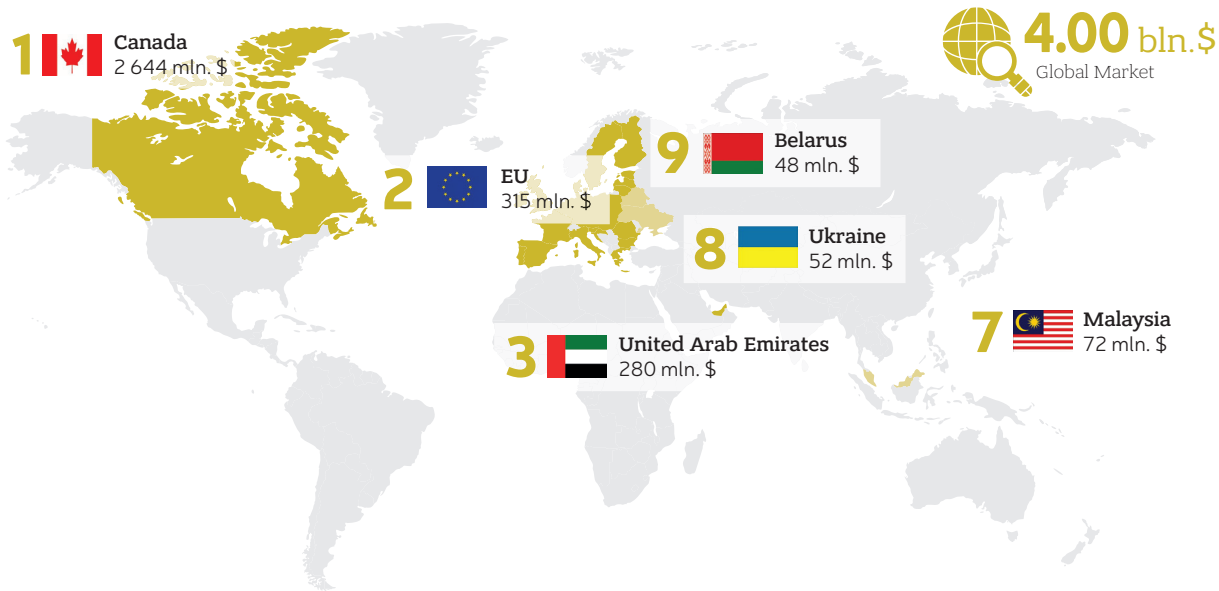 1
Canada
2 644 mln. $
4.00 bln.$
Global Market
2
EU
315 mln. $
9
Belarus
48 mln. $
8
Ukraine
52 mln. $
3
United Arab Emirates
280 mln. $
7
Malaysia
72 mln. $